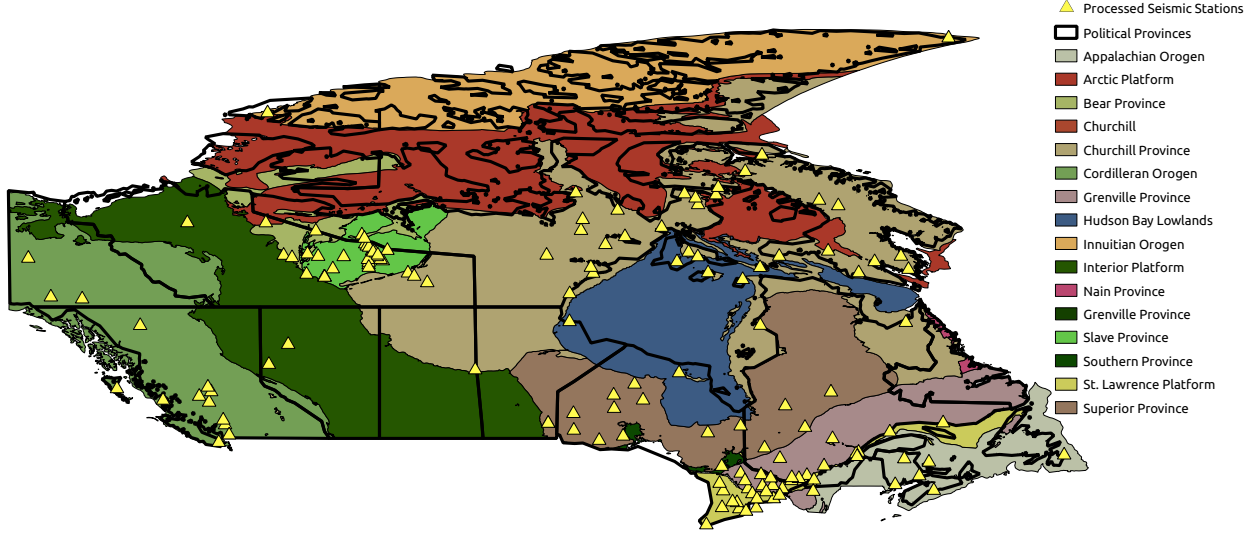 Processed Seismic Stations
Political Provinces
Appalachian Orogen
Arctic Platform
Bear Province
Churchill
Churchill Province
Cordilleran Orogen
Grenville Province
Hudson Bay Lowlands
Innuitian Orogen
Interior Platform
Nain Province
Grenville Province
Slave Province
Southern Province
St. Lawrence Platform
Superior Province